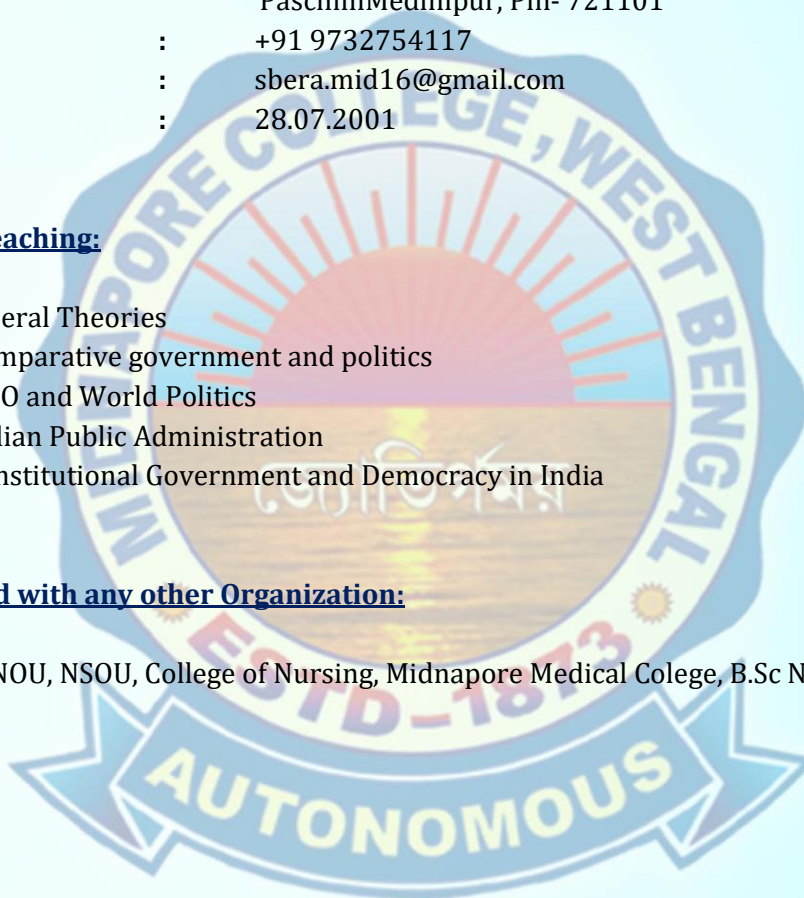 PaschimMedinipur, Pin- 721101
: +91 9732754117
: sbera.mid16@gmail.com
: 28.07.2001
eaching:
eral Theories
mparative government and politics
O and World Politics
dian Public Administration
nstitutional Government and Democracy in India
d with any other Organization:
NOU, NSOU, College of Nursing, Midnapore Medical Colege, B.Sc N
MIDNAPORE COLLEGE, WEST BENGAL
জ্যোতির্গময়
ESTD-1873
AUTONOMOUS